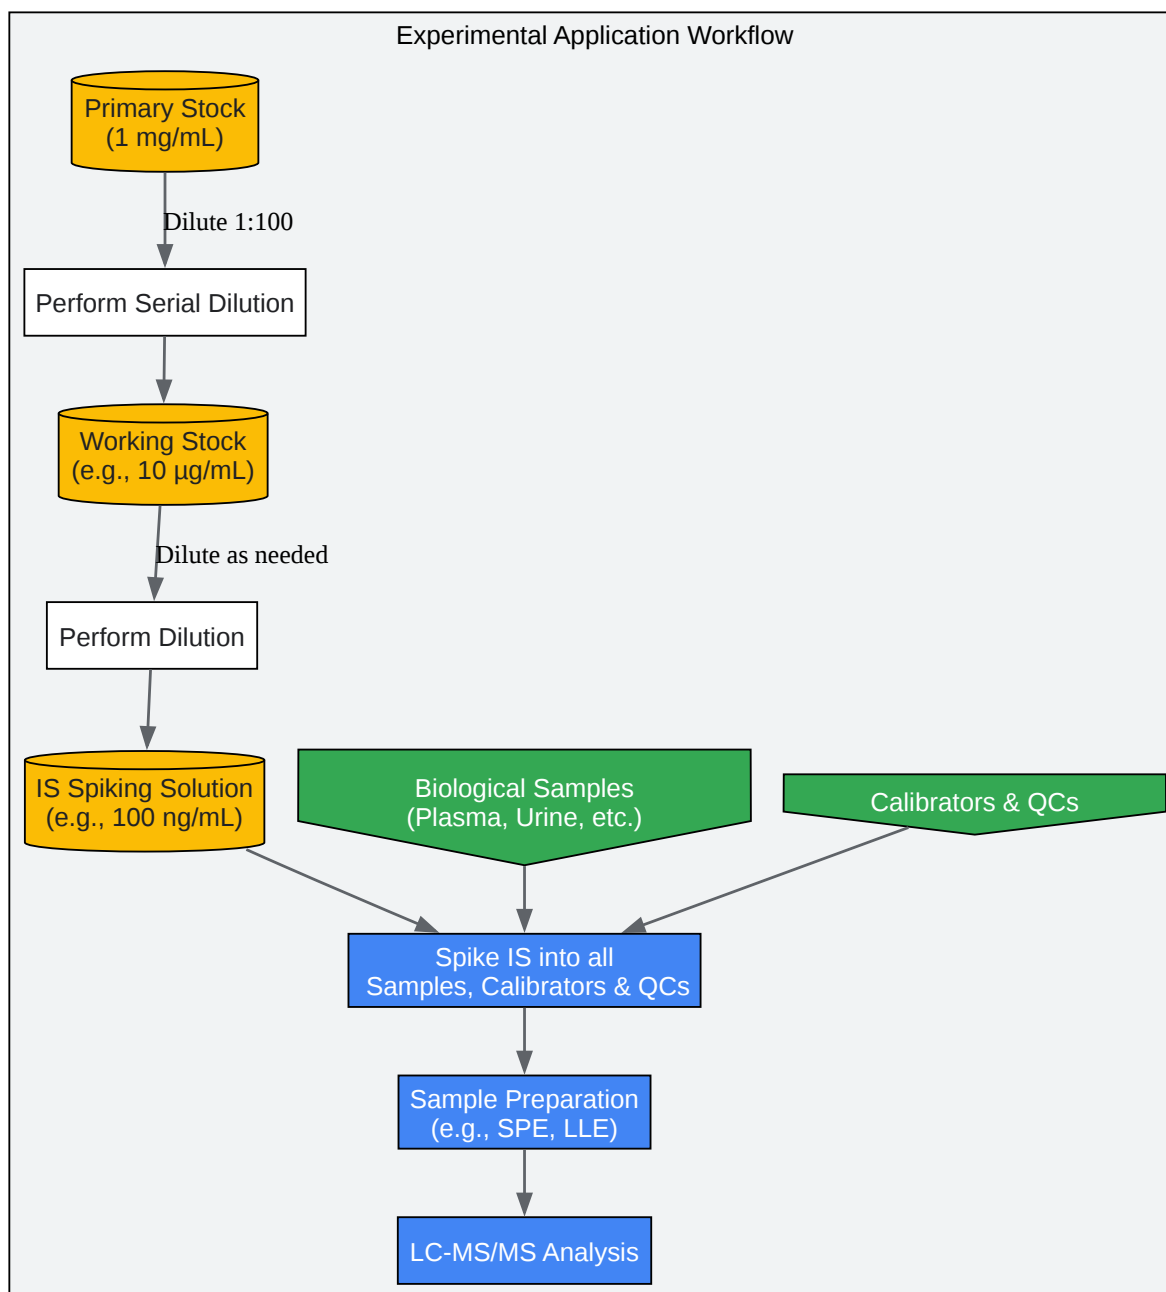 Experimental Application Workflow
Primary Stock
(1 mg/mL)
Dilute 1:100
Perform Serial Dilution
Working Stock
(e.g., 10 µg/mL)
Dilute as needed
Perform Dilution
IS Spiking Solution
(e.g., 100 ng/mL)
Biological Samples
(Plasma, Urine, etc.)
Calibrators & QCs
Spike IS into all
Samples, Calibrators & QCs
Sample Preparation
(e.g., SPE, LLE)
LC-MS/MS Analysis